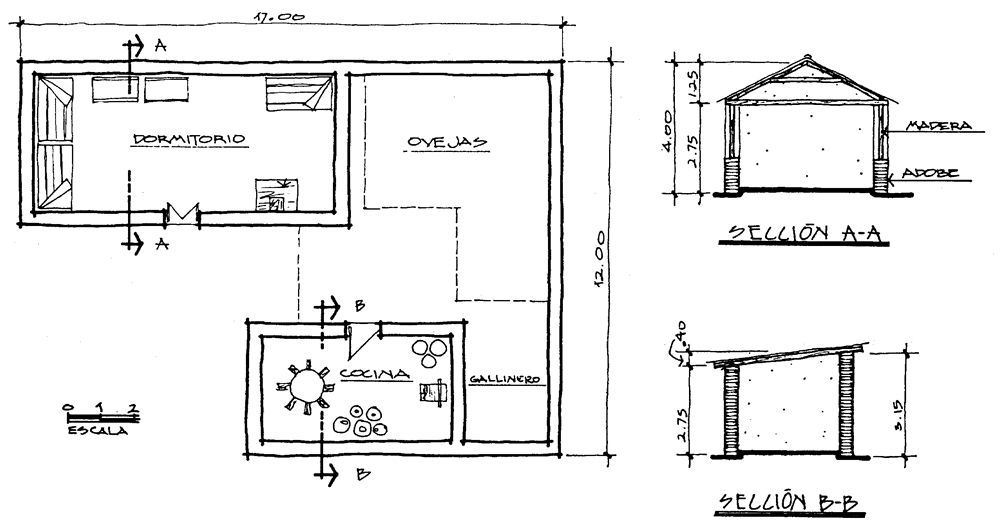 17.00
A
DORMITORIO
OVEJAS
A
12.00
B
COCINA
GALLINERO
B
0 1 2
ESCALA
4.00
1.25
2.75
MADERA
ADOBE
SECCIÓN A-A
.40
2.75
3.15
SECCIÓN B-B